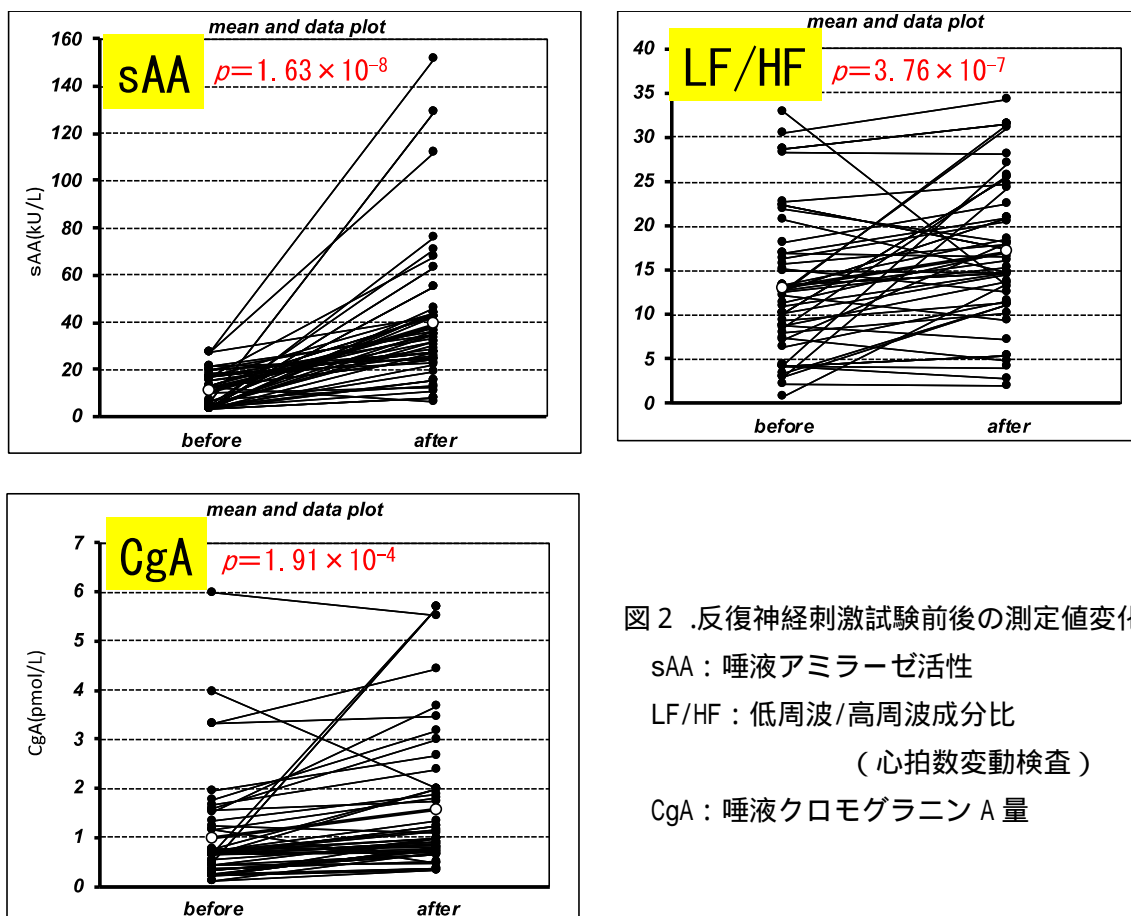 mean and data plot
sAA
p=1.63×10⁻⁸
sAA(kU/L)
160
140
120
100
80
60
40
20
0
before after
mean and data plot
LF/HF
p=3.76×10⁻⁷
40
35
30
25
20
15
10
5
0
before after
mean and data plot
CgA
p=1.91×10⁻⁴
CgA(pmol/L)
7
6
5
4
3
2
1
0
before after
図2 .反復神経刺激試験前後の測定値変化
sAA:唾液アミラーゼ活性
LF/HF:低周波/高周波成分比
(心拍数変動検査)
CgA:唾液クロモグラニン A 量